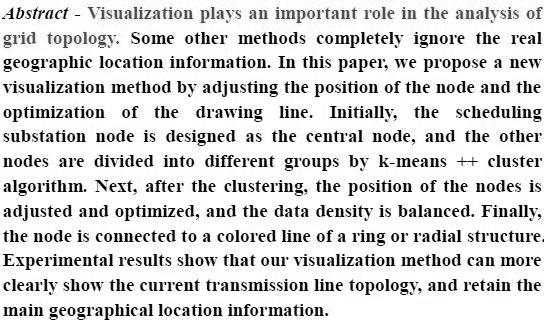 Abstract - Visualization plays an important role in the analysis of
grid topology. Some other methods completely ignore the real
geographic location information. In this paper, we propose a new
visualization method by adjusting the position of the node and the
optimization of the drawing line. Initially, the scheduling
substation node is designed as the central node, and the other
nodes are divided into different groups by k-means ++ cluster
algorithm. Next, after the clustering, the position of the nodes is
adjusted and optimized, and the data density is balanced. Finally,
the node is connected to a colored line of a ring or radial structure.
Experimental results show that our visualization method can more
clearly show the current transmission line topology, and retain the
main geographical location information.